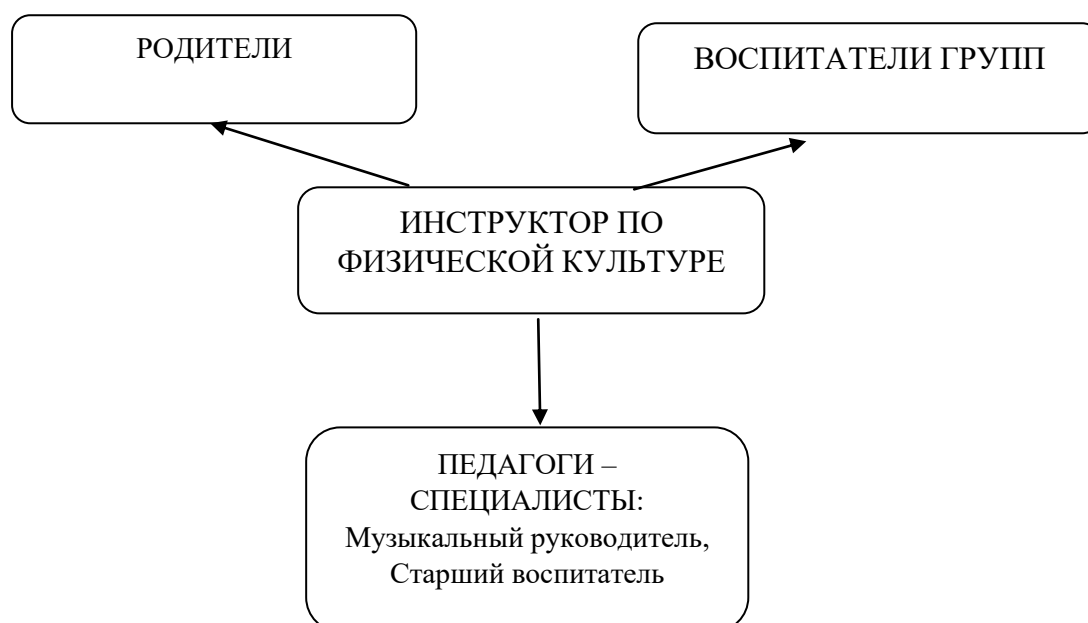 РОДИТЕЛИ
ВОСПИТАТЕЛИ ГРУПП
ИНСТРУКТОР ПО
ФИЗИЧЕСКОЙ КУЛЬТУРЕ
ПЕДАГОГИ –
СПЕЦИАЛИСТЫ:
Музыкальный руководитель,
Старший воспитатель